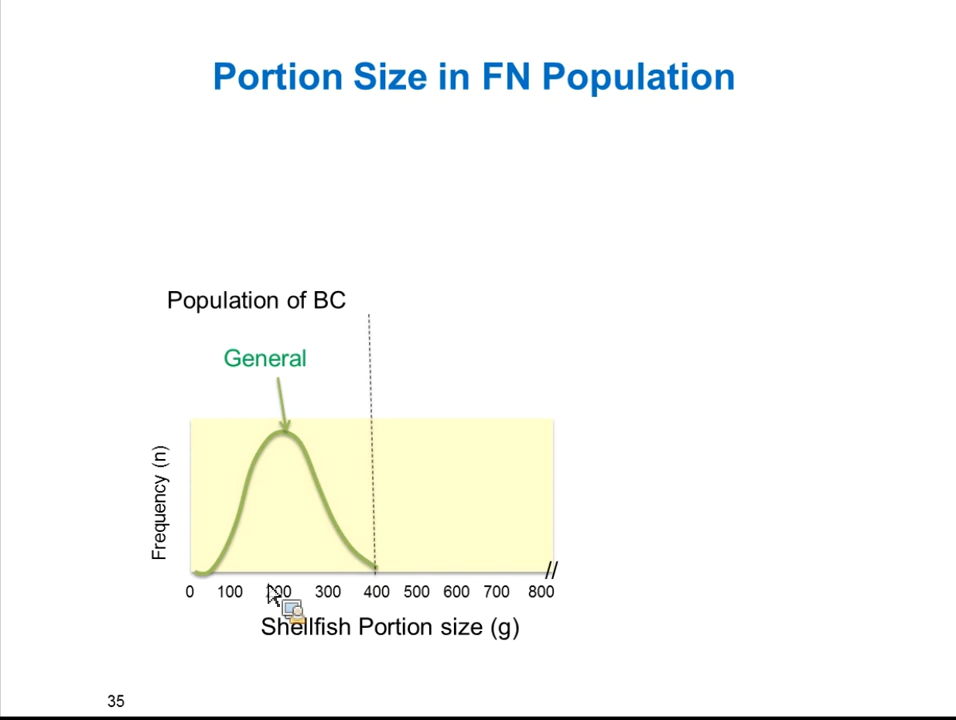 Portion Size in FN Population
Population of BC
General
Frequency (n)
0 100 200 300 400 500 600 700 800 //
Shellfish Portion size (g)
35